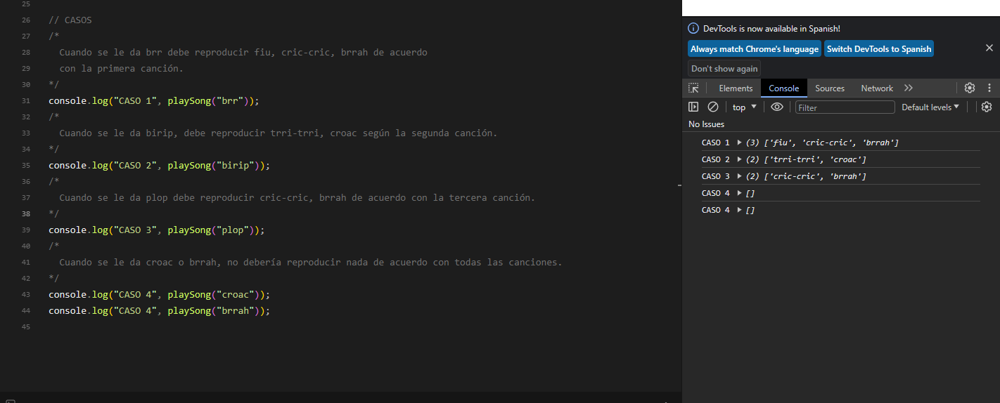 25
26 // CASOS
27 /*
28 Cuando se le da brr debe reproducir fiu, cric-cric, brrah de acuerdo
29 con la primera canción.
30 */
31 console.log("CASO 1", playSong("brr"));
32 /*
33 Cuando se le da birip, debe reproducir trri-trri, croac según la segunda canción.
34 */
35 console.log("CASO 2", playSong("birip"));
36 /*
37 Cuando se le da plop debe reproducir cric-cric, brrah de acuerdo con la tercera canción.
38 */
39 console.log("CASO 3", playSong("plop"));
40 /*
41 Cuando se le da croac o brrah, no debería reproducir nada de acuerdo con todas las canciones.
42 */
43 console.log("CASO 4", playSong("croac"));
44 console.log("CASO 4", playSong("brrah"));
45
DevTools is now available in Spanish!
Always match Chrome's language Switch DevTools to Spanish
Don't show again
Elements Console Sources Network
top Filter Default levels
No Issues
CASO 1 (3) ['fiu', 'cric-cric', 'brrah']
CASO 2 (2) ['trri-trri', 'croac']
CASO 3 (2) ['cric-cric', 'brrah']
CASO 4 []
CASO 4 []